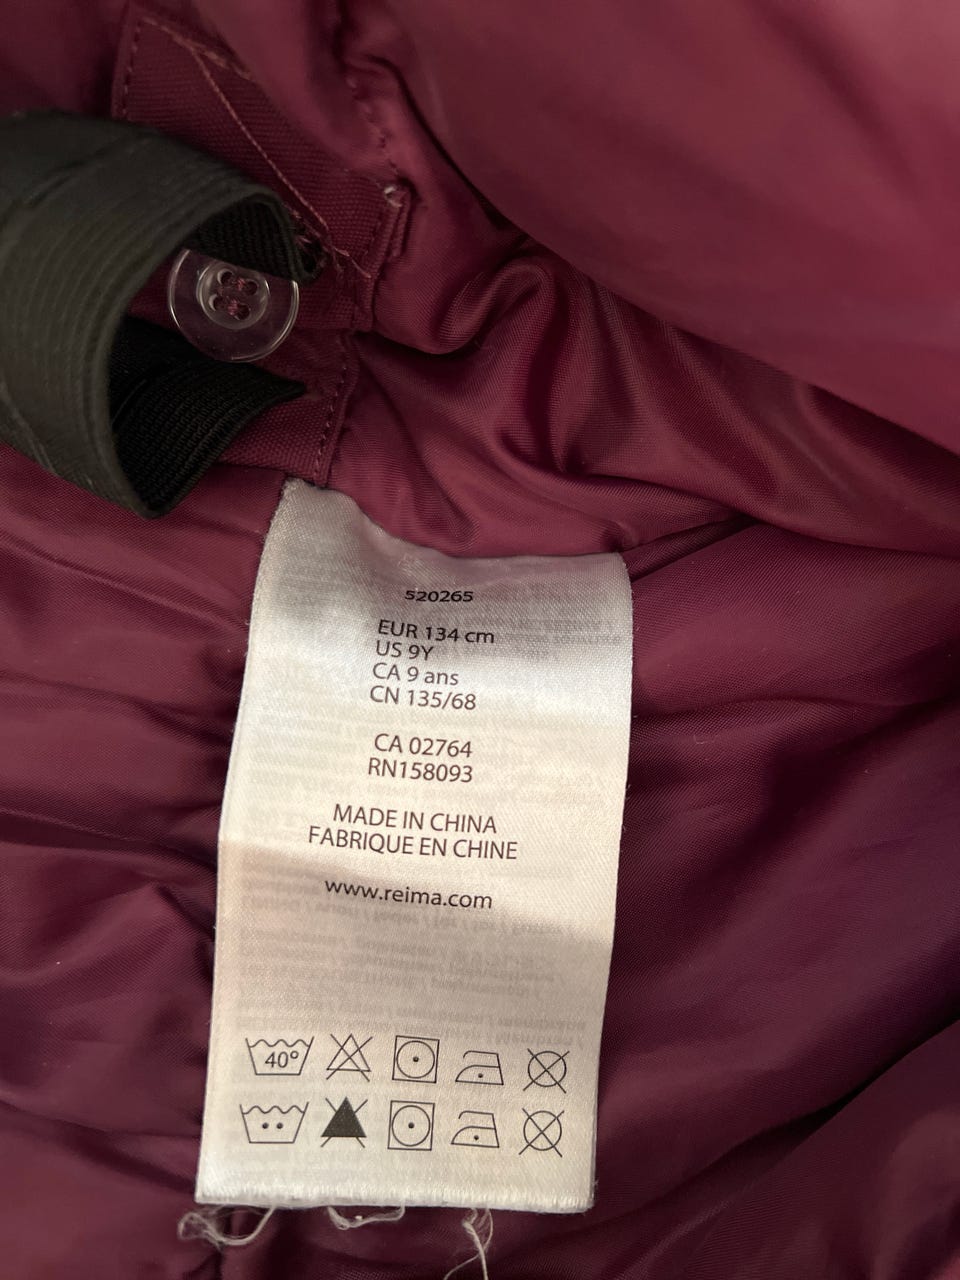 520265
EUR 134 cm
US 9Y
CA 9 ans
CN 135/68
CA 02764
RN158093
MADE IN CHINA
FABRIQUE EN CHINE
www.reima.com
40°